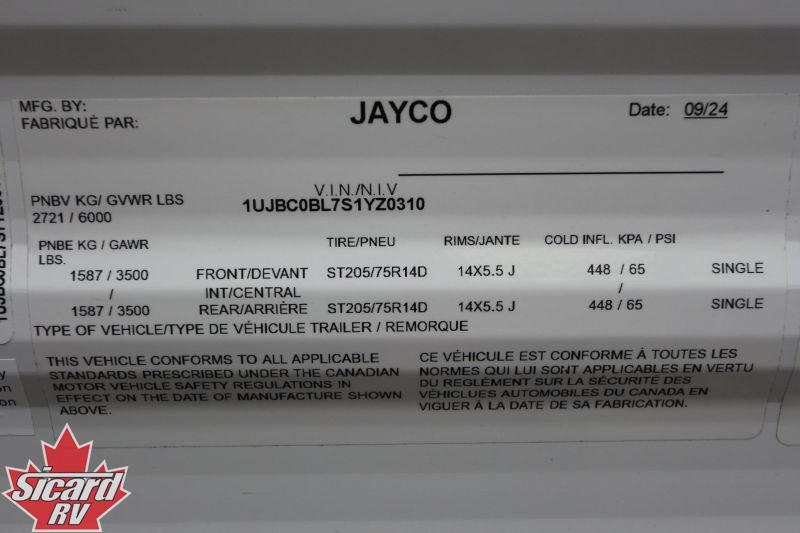 MFG. BY:
FABRIQUÉ PAR:
JAYCO
Date: 09/24
V.I.N./N.I.V
PNBV KG/ GVWR LBS
2721 / 6000
1UJBC0BL7S1YZ0310
PNBE KG / GAWR LBS.
TIRE/PNEU
RIMS/JANTE
COLD INFL. KPA / PSI
1587 / 3500 FRONT/DEVANT ST205/75R14D 14X5.5 J 448 / 65 SINGLE
/ INT/CENTRAL /
1587 / 3500 REAR/ARRIÈRE ST205/75R14D 14X5.5 J 448 / 65 SINGLE
TYPE OF VEHICLE/TYPE DE VÉHICULE TRAILER / REMORQUE
THIS VEHICLE CONFORMS TO ALL APPLICABLE
STANDARDS PRESCRIBED UNDER THE CANADIAN
MOTOR VEHICLE SAFETY REGULATIONS IN
EFFECT ON THE DATE OF MANUFACTURE SHOWN
ABOVE.
CE VÉHICULE EST CONFORME À TOUTES LES
NORMES QUI LUI SONT APPLICABLES EN VERTU
DU REGLÉMENT SUR LA SÉCURITÉ DES
VÉHICLUES AUTOMOBILES DU CANADA EN
VIGUER À LA DATE DE SA FABRICATION.
Sicard
RV